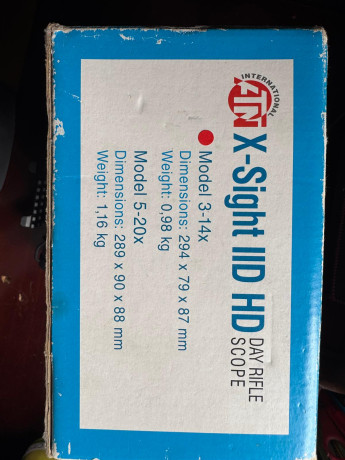 ATN
INTERNATIONAL
X-Sight IID HD DAY RIFLE SCOPE
Model 3-14x
Dimensions: 294 x 79 x 87 mm
Weight: 0,98 kg
Model 5-20x
Dimensions: 289 x 90 x 88 mm
Weight: 1,16 kg